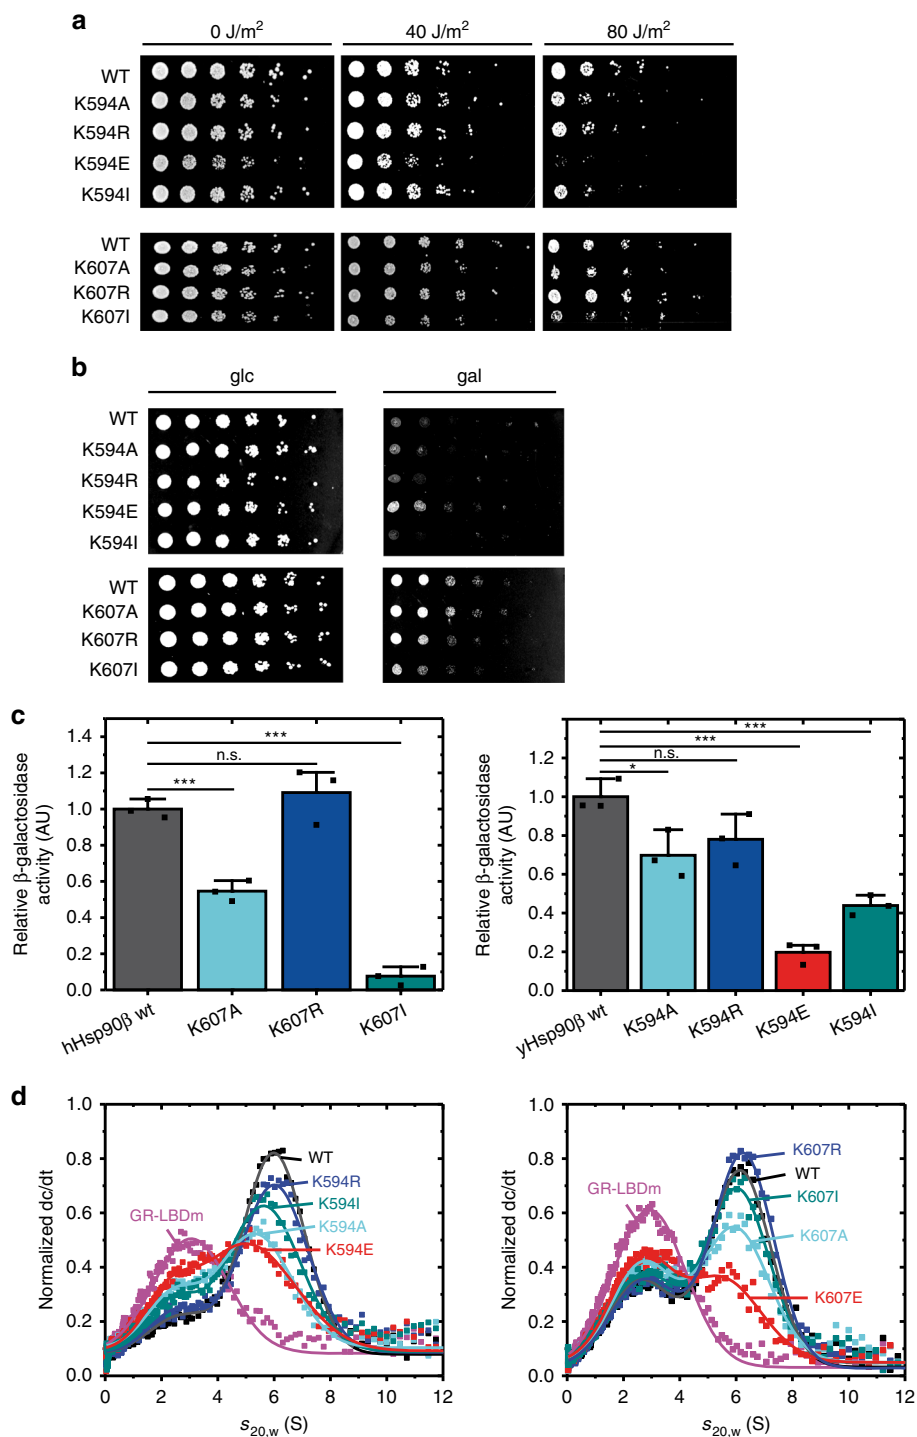 a
0 J/m² 40 J/m² 80 J/m²
WT
K594A
K594R
K594E
K594I
WT
K607A
K607R
K607I
b
glc gal
WT
K594A
K594R
K594E
K594I
WT
K607A
K607R
K607I
c
Relative β-galactosidase
activity (AU)
1.4
1.2
1.0
0.8
0.6
0.4
0.2
0.0
***
n.s.
***
hHsp90β wt K607A K607R K607I
Relative β-galactosidase
activity (AU)
1.2
1.0
0.8
0.6
0.4
0.2
0.0
***
***
n.s.
*
yHsp90β wt K594A K594R K594E K594I
d
Normalized dc/dt
1.0
0.8
0.6
0.4
0.2
0.0
WT
K594R
K594I
K594A
K594E
GR-LBDm
0 2 4 6 8 10 12
s20,w (S)
Normalized dc/dt
1.0
0.8
0.6
0.4
0.2
0.0
K607R
WT
K607I
K607A
K607E
GR-LBDm
0 2 4 6 8 10 12
s20,w (S)